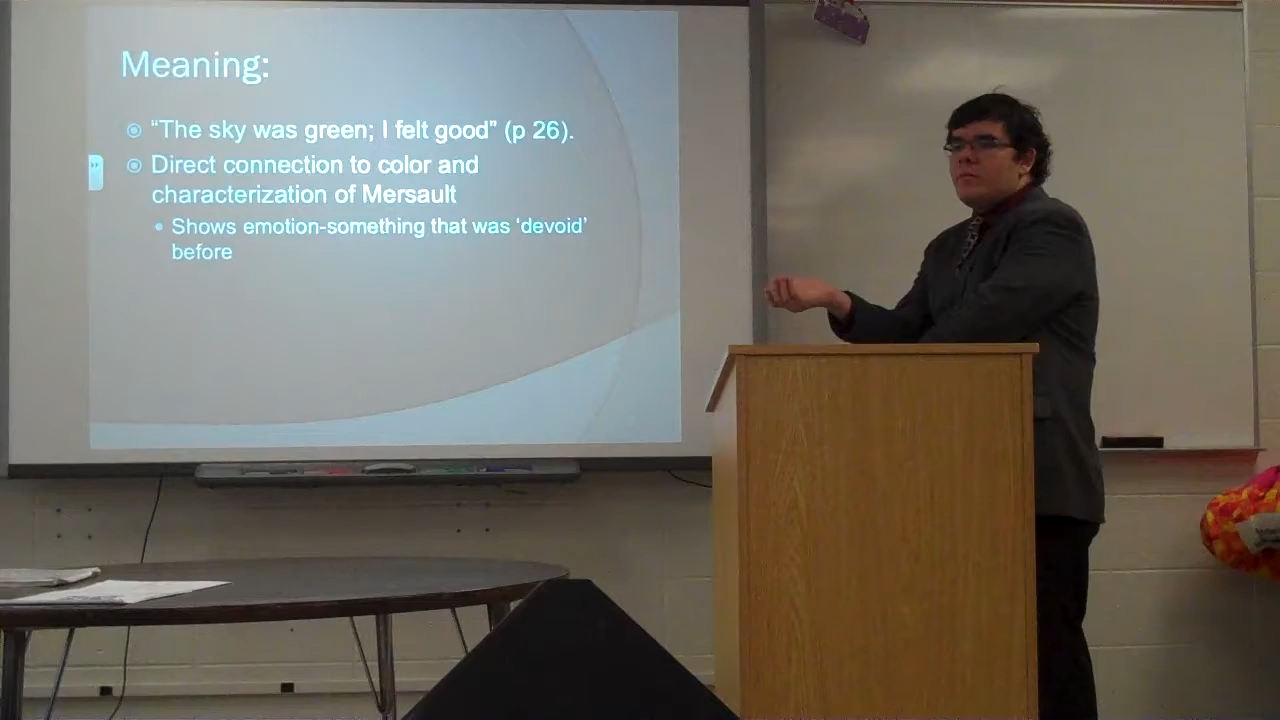 Meaning:
“The sky was green; I felt good” (p 26).
Direct connection to color and
characterization of Mersault
Shows emotion-something that was ‘devoid’
before